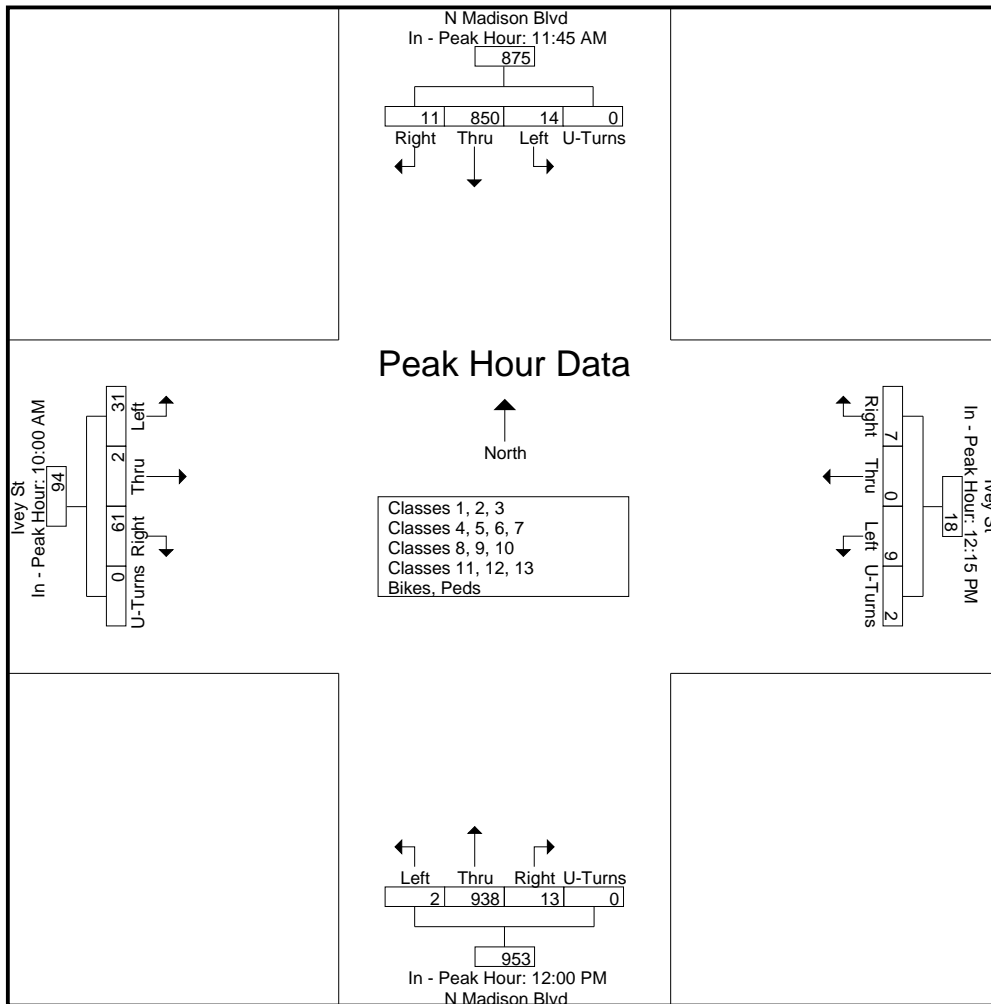 N Madison Blvd
In - Peak Hour: 11:45 AM
875
11 850 14 0
Right Thru Left U-Turns
Peak Hour Data
North
Classes 1, 2, 3
Classes 4, 5, 6, 7
Classes 8, 9, 10
Classes 11, 12, 13
Bikes, Peds
Ivey St
In - Peak Hour: 10:00 AM
94
31 2 61 0
Left Thru Right U-Turns
Ivey St
In - Peak Hour: 12:15 PM
18
7 0 9 2
Right Thru Left U-Turns
Left Thru Right U-Turns
2 938 13 0
953
In - Peak Hour: 12:00 PM
N Madison Blvd